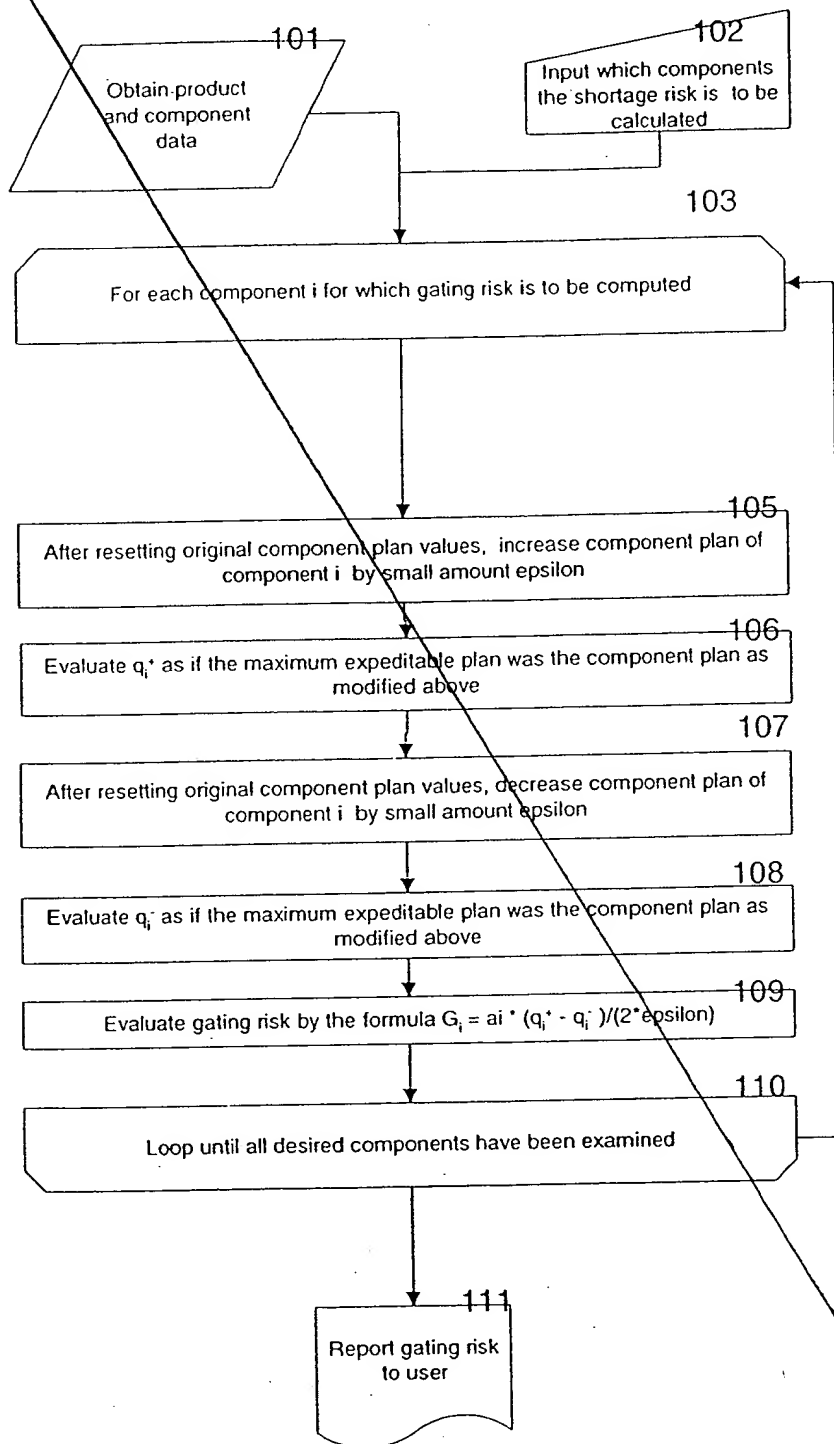 101
Obtain product
and component
data
102
Input which components
the shortage risk is to be
calculated
103
For each component i for which gating risk is to be computed
105
After resetting original component plan values, increase component plan of
component i by small amount epsilon
106
Evaluate qᵢ⁺ as if the maximum expeditable plan was the component plan as
modified above
107
After resetting original component plan values, decrease component plan of
component i by small amount epsilon
108
Evaluate qᵢ⁻ as if the maximum expeditable plan was the component plan as
modified above
109
Evaluate gating risk by the formula Gᵢ = ai * (qᵢ⁺ - qᵢ⁻)/(2*epsilon)
110
Loop until all desired components have been examined
111
Report gating risk
to user